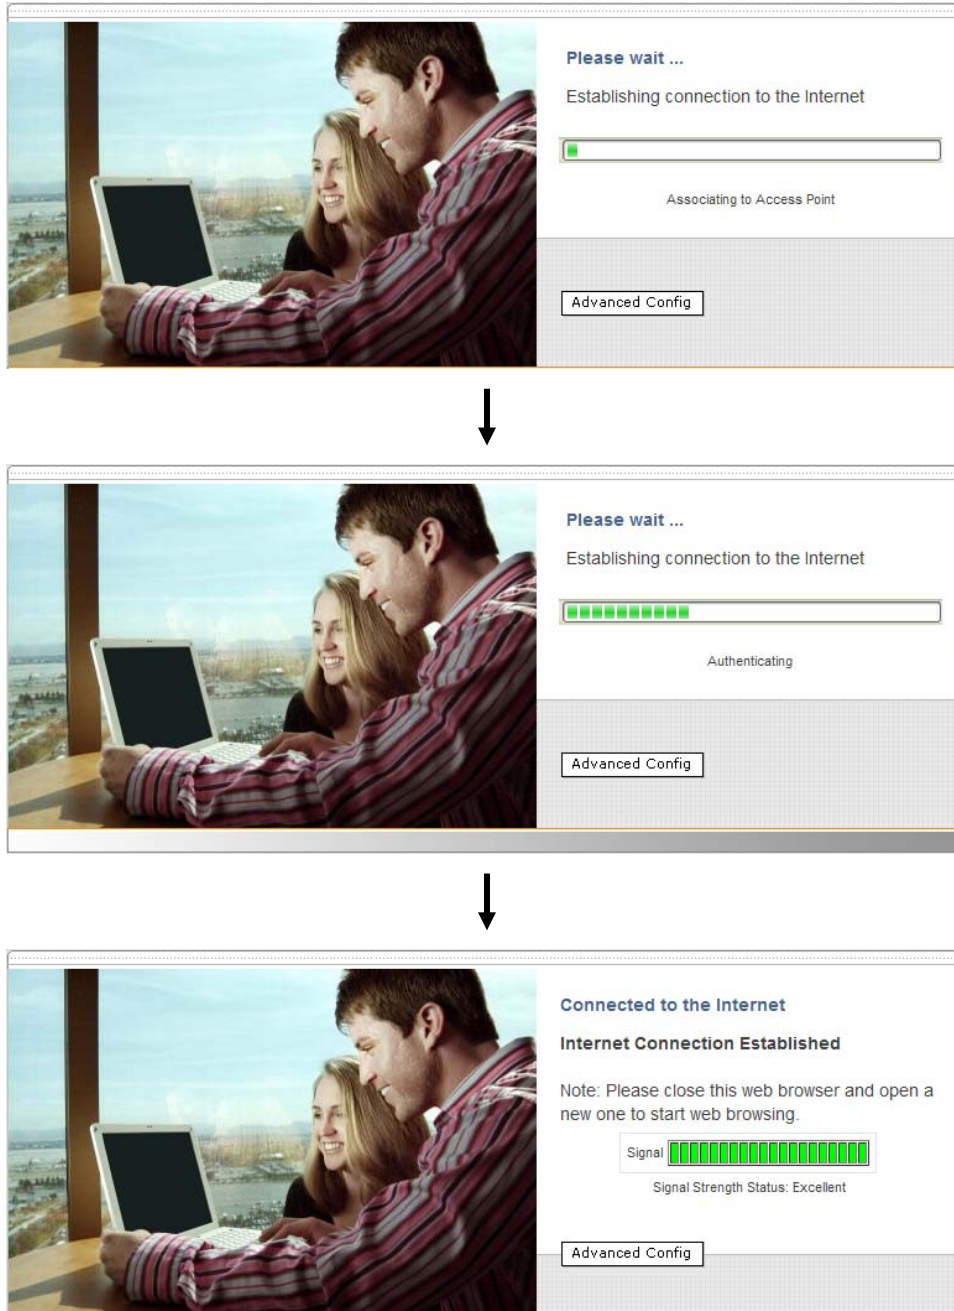 Please wait ...
Establishing connection to the Internet
Associating to Access Point
Advanced Config
Please wait ...
Establishing connection to the Internet
Authenticating
Advanced Config
Connected to the Internet
Internet Connection Established
Note: Please close this web browser and open a
new one to start web browsing.
Signal
Signal Strength Status: Excellent
Advanced Config